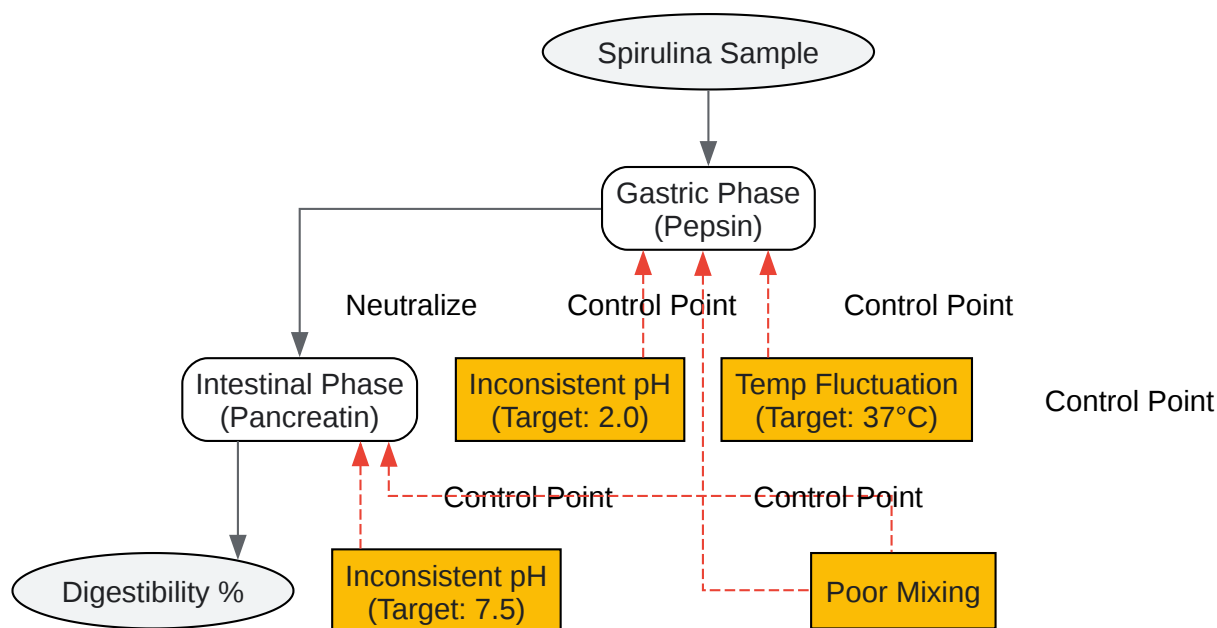 Spirulina Sample
Gastric Phase
(Pepsin)
Neutralize
Control Point
Control Point
Intestinal Phase
(Pancreatin)
Inconsistent pH
(Target: 2.0)
Temp Fluctuation
(Target: 37°C)
Control Point
Control Point
Control Point
Digestibility %
Inconsistent pH
(Target: 7.5)
Poor Mixing